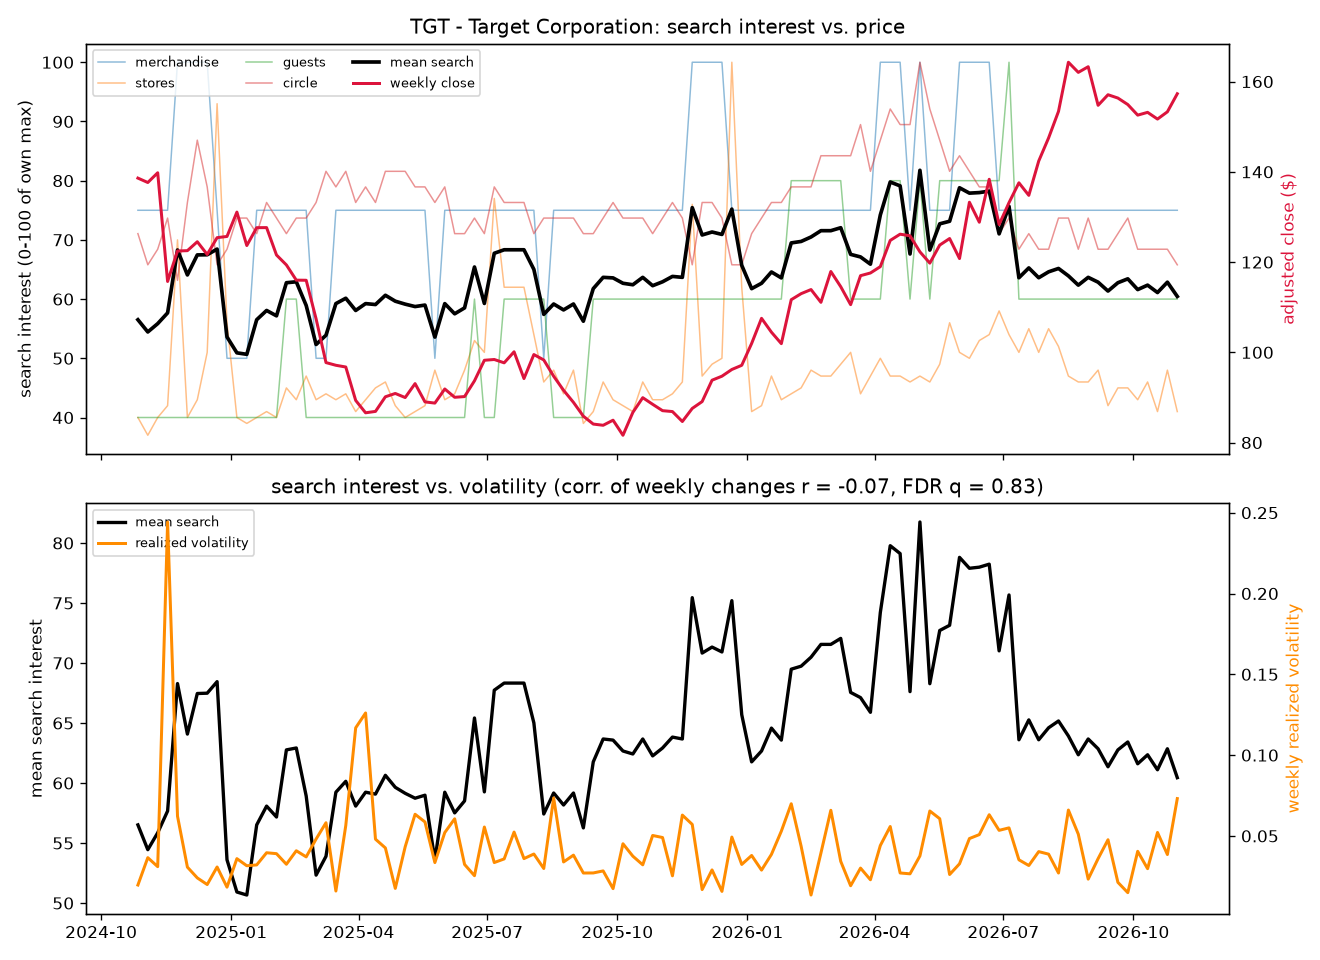 TGT - Target Corporation: search interest vs. price
merchandise
stores
guests
circle
mean search
weekly close
100
90
80
70
60
50
40
search interest (0-100 of own max)
160
140
120
100
80
adjusted close ($)
search interest vs. volatility (corr. of weekly changes r = -0.07, FDR q = 0.83)
mean search
realized volatility
80
75
70
65
60
55
50
mean search interest
0.25
0.20
0.15
0.10
0.05
weekly realized volatility
2024-10
2025-01
2025-04
2025-07
2025-10
2026-01
2026-04
2026-07
2026-10